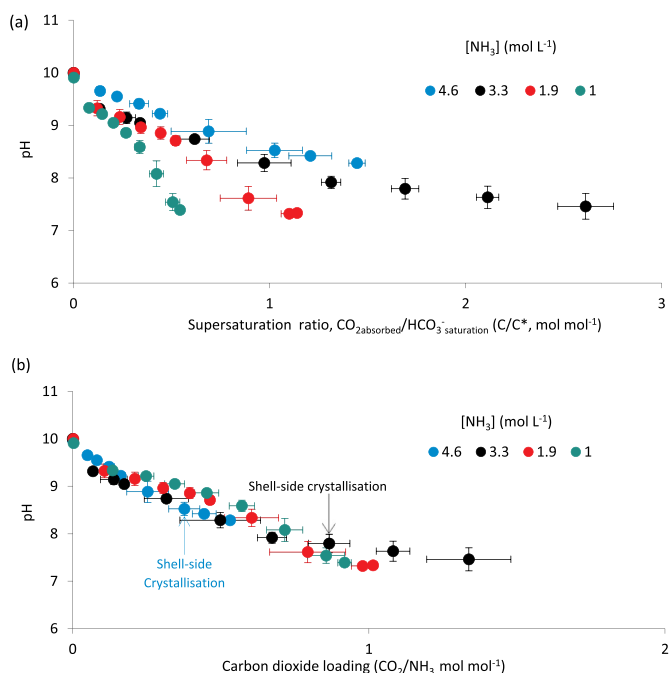 (a)
[NH₃] (mol L⁻¹)
4.6 3.3 1.9 1
10
9
8
7
6
pH
0 1 2 3
Supersaturation ratio, CO₂absorbed/HCO₃⁻saturation (C/C*, mol mol⁻¹)
(b)
[NH₃] (mol L⁻¹)
4.6 3.3 1.9 1
Shell-side crystallisation
Shell-side
Crystallisation
10
9
8
7
6
pH
0 1 2
Carbon dioxide loading (CO₂/NH₃ mol mol⁻¹)